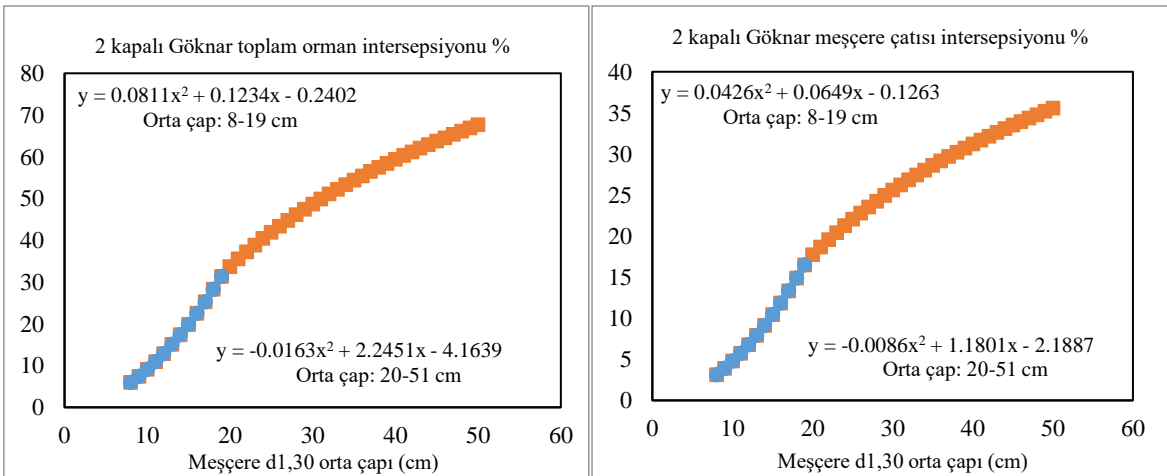 2 kapalı Göknar toplam orman intersepsiyonu %
80
70
60
50
40
30
20
10
0
y = 0.0811x² + 0.1234x - 0.2402
Orta çap: 8-19 cm
y = -0.0163x² + 2.2451x - 4.1639
Orta çap: 20-51 cm
0 10 20 30 40 50 60
Meşçere d1,30 orta çapı (cm)
2 kapalı Göknar meşçere çatısı intersepsiyonu %
40
35
30
25
20
15
10
5
0
y = 0.0426x² + 0.0649x - 0.1263
Orta çap: 8-19 cm
y = -0.0086x² + 1.1801x - 2.1887
Orta çap: 20-51 cm
0 10 20 30 40 50 60
Meşçere d1,30 orta çapı (cm)